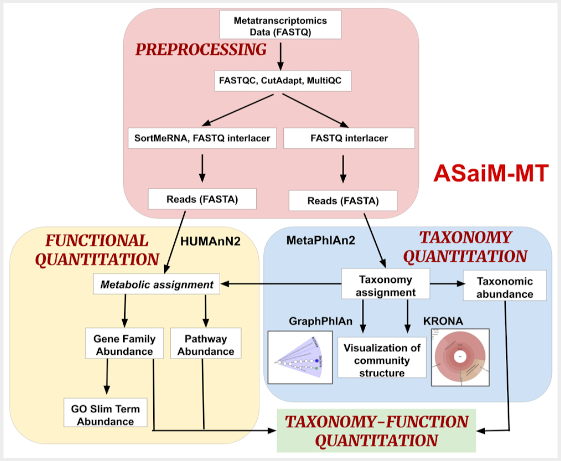 Metatranscriptomics
Data (FASTQ)
PREPROCESSING
FASTQC, CutAdapt, MultiQC
SortMeRNA, FASTQ interlacer
FASTQ interlacer
ASaiM-MT
Reads (FASTA)
Reads (FASTA)
FUNCTIONAL
QUANTITATION
HUMAnN2
MetaPhlAn2
TAXONOMY
QUANTITATION
Metabolic assignment
Taxonomy
assignment
Taxonomic
abundance
GraphPhlAn
KRONA
Gene Family
Abundance
Pathway
Abundance
Visualization of
community
structure
GO Slim Term
Abundance
TAXONOMY-FUNCTION
QUANTITATION